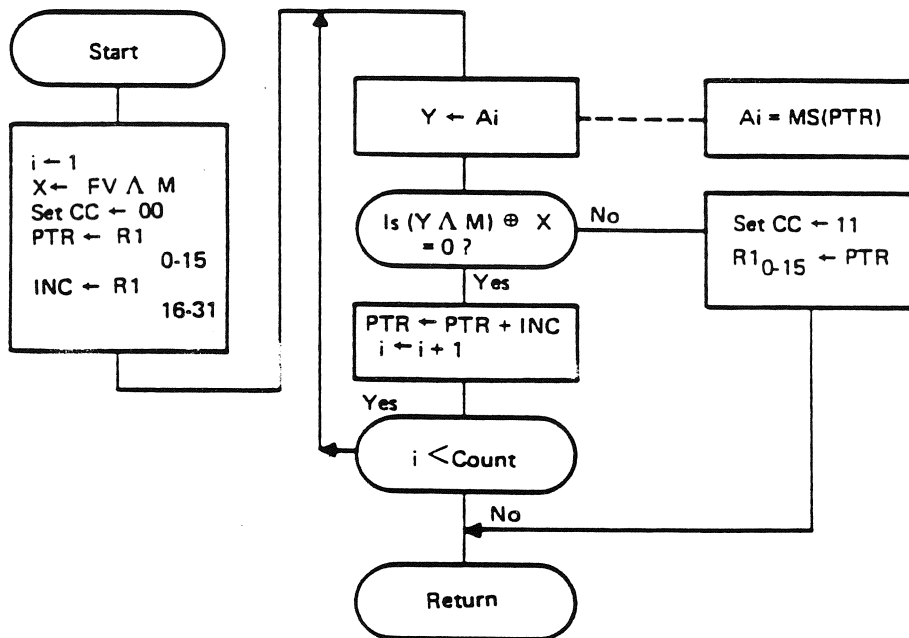 Start
i ← 1
X ← FV Λ M
Set CC ← 00
PTR ← R1
0-15
INC ← R1
16-31
Y ← Ai
Ai = MS(PTR)
Is (Y Λ M) ⊕ X
= 0 ?
No
Yes
Set CC ← 11
R1 0-15 ← PTR
PTR ← PTR + INC
i ← i + 1
Yes
i < Count
No
Return